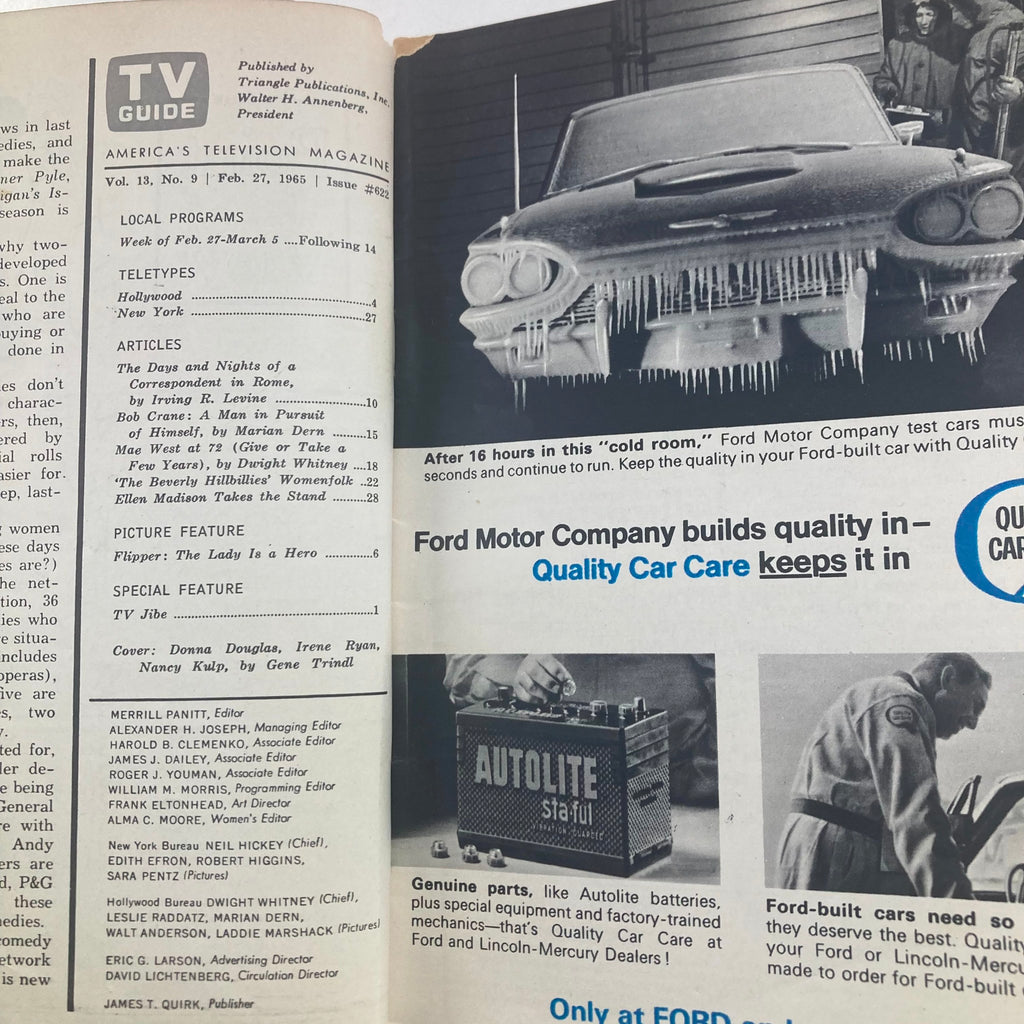 ws in last
edies, and
make the
ner Pyle,
igan's Is-
season is
why two-
developed
s. One is
eal to the
who are
buying or
done in
es don't
charac-
rs, then,
ered by
ial rolls
asier for.
ep, last-
g women
ese days
es are?)
he net-
tion, 36
ies who
e situa-
includes
operas),
five are
s, two
y.
ted for,
ler de-
e being
General
re with
Andy
ers are
d, P&G
these
nedies.
comedy
etwork
is new
TV
GUIDE
Published by
Triangle Publications, Inc.
Walter H. Annenberg,
President
AMERICA'S TELEVISION MAGAZINE
Vol. 13, No. 9 | Feb. 27, 1965 | Issue #622
LOCAL PROGRAMS
Week of Feb. 27-March 5 ....Following 14
TELETYPES
Hollywood ..........4
New York ..........27
ARTICLES
The Days and Nights of a
Correspondent in Rome,
by Irving R. Levine ..........10
Bob Crane: A Man in Pursuit
of Himself, by Marian Dern ..........15
Mae West at 72 (Give or Take a
Few Years), by Dwight Whitney ....18
'The Beverly Hillbillies' Womenfolk ..22
Ellen Madison Takes the Stand ..........28
PICTURE FEATURE
Flipper: The Lady Is a Hero ............6
SPECIAL FEATURE
TV Jibe ..........1
Cover: Donna Douglas, Irene Ryan,
Nancy Kulp, by Gene Trindl
MERRILL PANITT, Editor
ALEXANDER H. JOSEPH, Managing Editor
HAROLD B. CLEMENKO, Associate Editor
JAMES J. DAILEY, Associate Editor
ROGER J. YOUMAN, Associate Editor
WILLIAM M. MORRIS, Programming Editor
FRANK ELTONHEAD, Art Director
ALMA C. MOORE, Women's Editor
New York Bureau NEIL HICKEY (Chief),
EDITH EFRON, ROBERT HIGGINS,
SARA PENTZ (Pictures)
Hollywood Bureau DWIGHT WHITNEY (Chief),
LESLIE RADDATZ, MARIAN DERN,
WALT ANDERSON, LADDIE MARSHACK (Pictures)
ERIC G. LARSON, Advertising Director
DAVID LICHTENBERG, Circulation Director
JAMES T. QUIRK, Publisher
After 16 hours in this "cold room," Ford Motor Company test cars mus
seconds and continue to run. Keep the quality in your Ford-built car with Quality
Ford Motor Company builds quality in–
Quality Car Care keeps it in
QU
CAR
AUTOLITE
sta-ful
Genuine parts, like Autolite batteries,
plus special equipment and factory-trained
mechanics—that's Quality Car Care at
Ford and Lincoln-Mercury Dealers!
Ford-built cars need so
they deserve the best. Quality
your Ford or Lincoln-Mercu
made to order for Ford-built
Only at FORD and